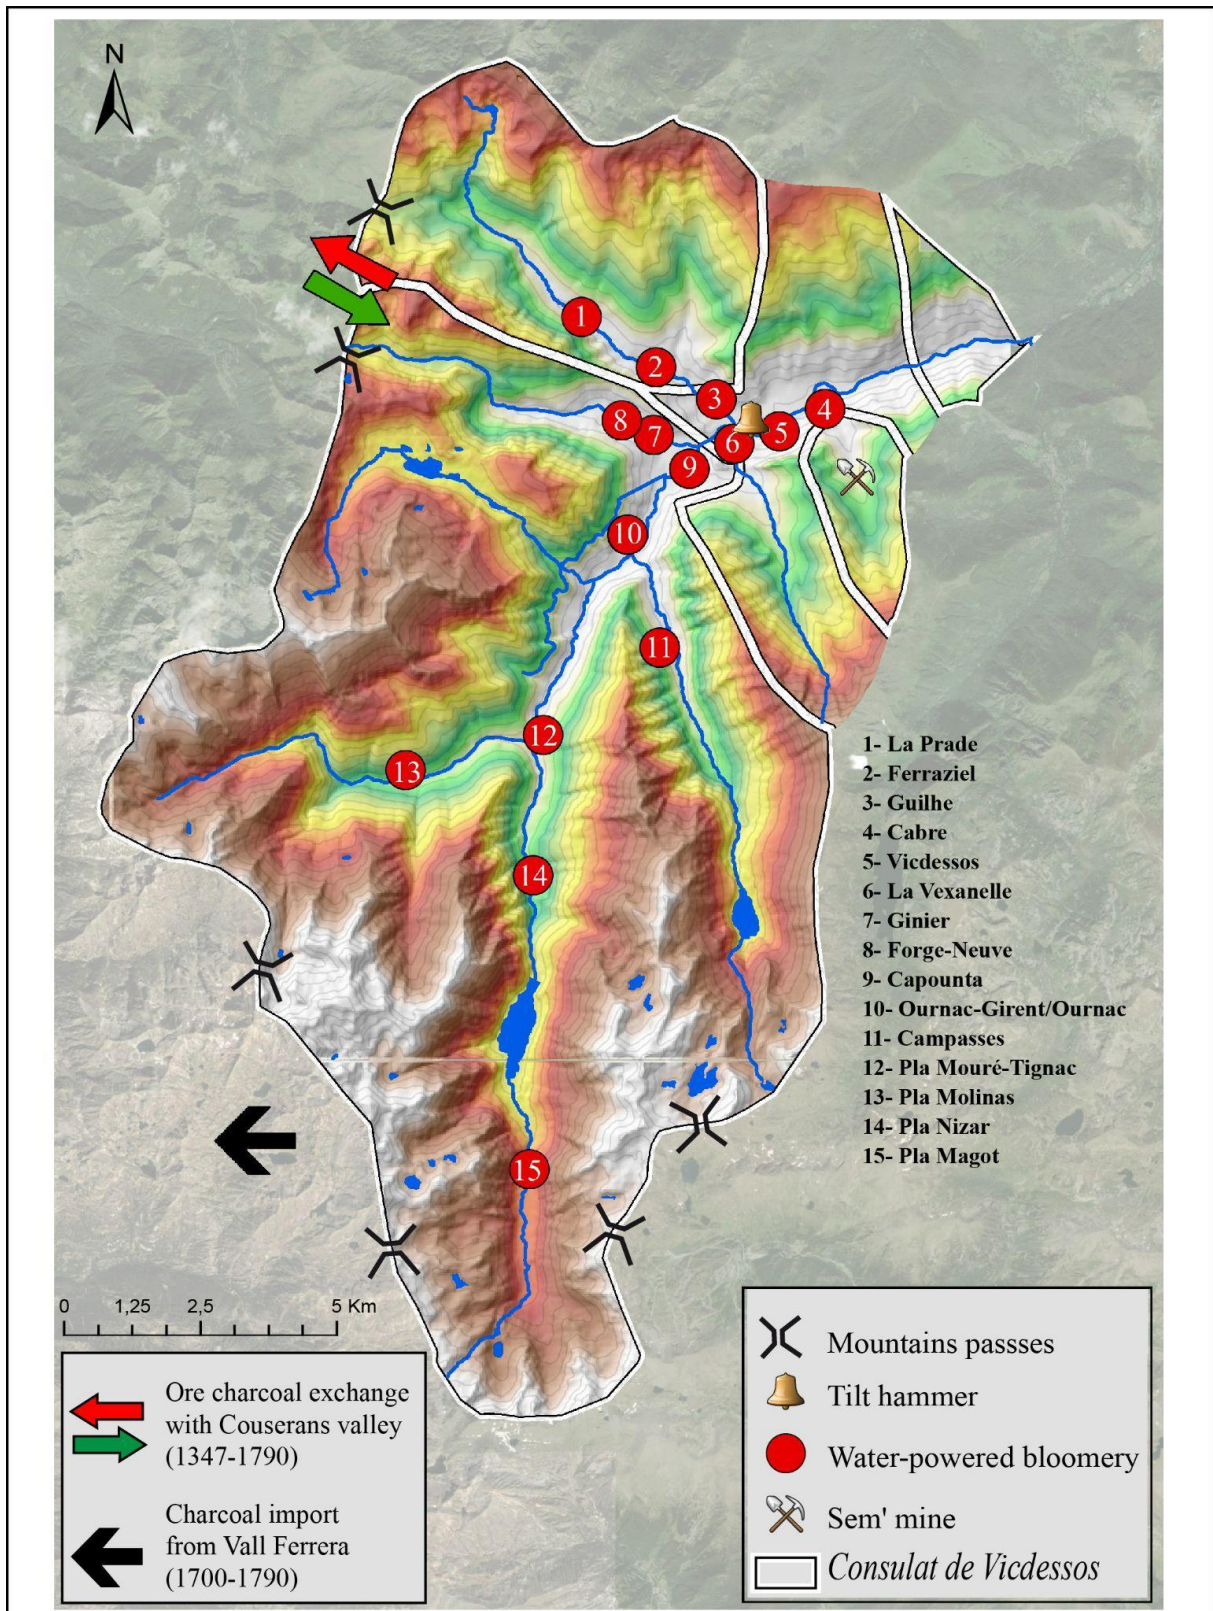 N
1
2
3
4
5
6
7
8
9
10
11
12
13
14
15
1- La Prade
2- Ferraziel
3- Guilhe
4- Cabre
5- Vicdessos
6- La Vexanelle
7- Ginier
8- Forge-Neuve
9- Capounta
10- Ournac-Girent/Ournac
11- Campasses
12- Pla Mouré-Tignac
13- Pla Molinas
14- Pla Nizar
15- Pla Magot
0 1,25 2,5 5 Km
Ore charcoal exchange
with Couserans valley
(1347-1790)
Charcoal import
from Vall Ferrera
(1700-1790)
Mountains passses
Tilt hammer
Water-powered bloomery
Sem' mine
Consulat de Vicdessos